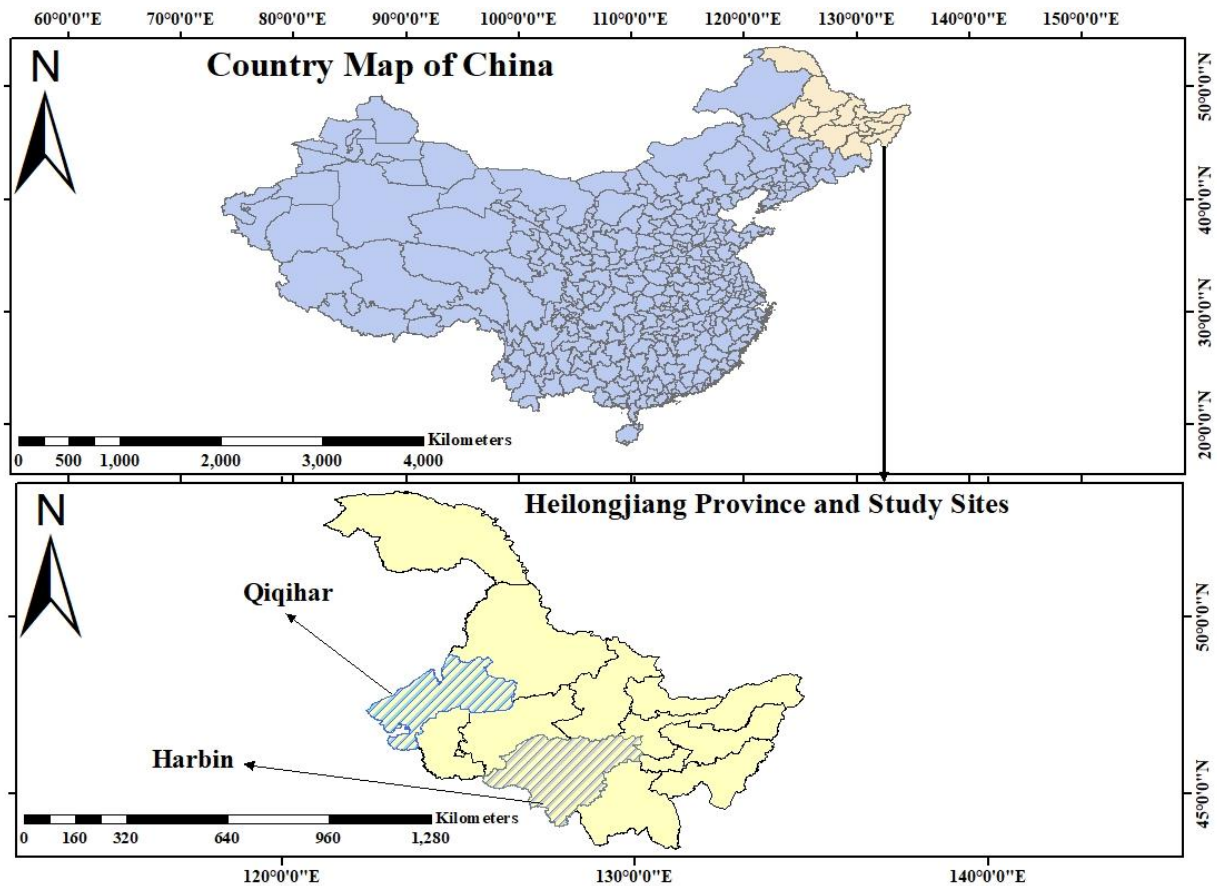 60°0'0"E 70°0'0"E 80°0'0"E 90°0'0"E 100°0'0"E 110°0'0"E 120°0'0"E 130°0'0"E 140°0'0"E 150°0'0"E
N
Country Map of China
50°0'0"N
40°0'0"N
30°0'0"N
20°0'0"N
Kilometers
0 500 1,000 2,000 3,000 4,000
N
Heilongjiang Province and Study Sites
Qiqihar
50°0'0"N
Harbin
45°0'0"N
Kilometers
0 160 320 640 960 1,280
120°0'0"E 130°0'0"E 140°0'0"E